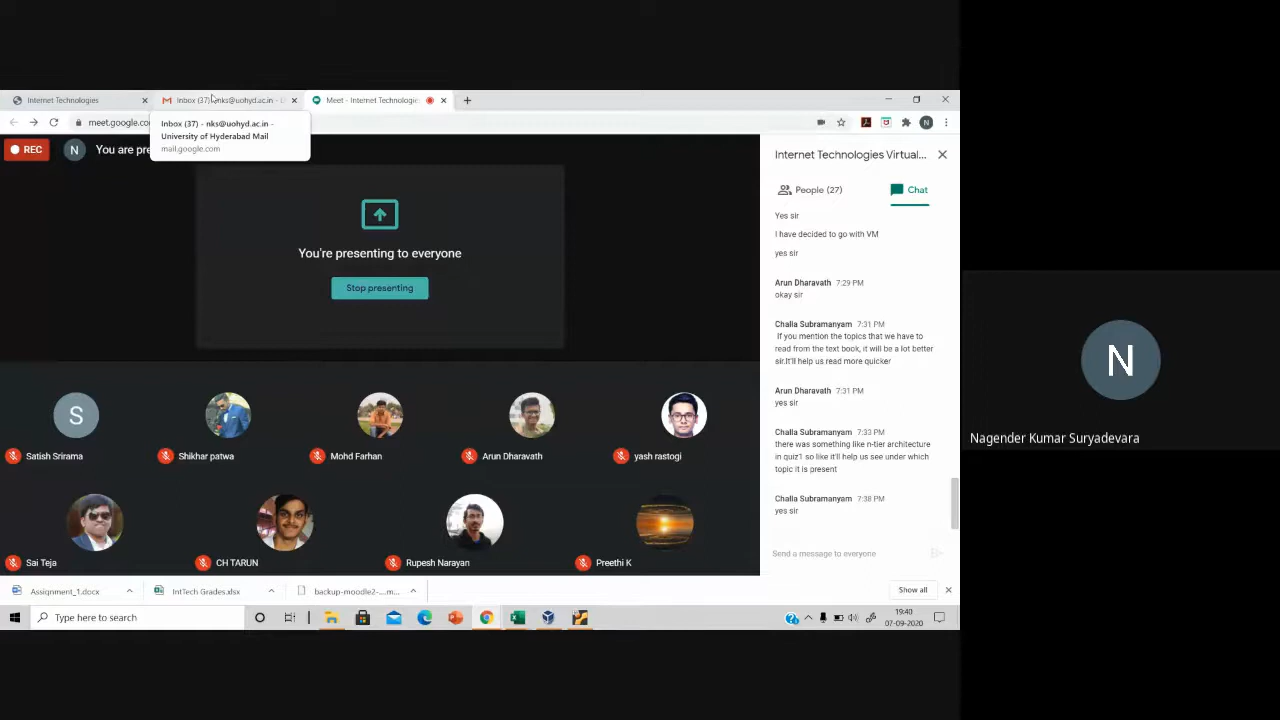 Internet Technologies
Inbox (37) - nks@uohyd.ac.in - U
Meet - Internet Technologie
meet.google.co
Inbox (37) - nks@uohyd.ac.in -
University of Hyderabad Mail
mail.google.com
N
REC
N
You are pre
You're presenting to everyone
Stop presenting
S
Satish Srirama
Shikhar patwa
Mohd Farhan
Arun Dharavath
yash rastogi
Sai Teja
CH TARUN
Rupesh Narayan
Preethi K
Internet Technologies Virtual...
People (27)
Chat
Yes sir
I have decided to go with VM
yes sir
Arun Dharavath 7:29 PM
okay sir
Challa Subramanyam 7:31 PM
If you mention the topics that we have to
read from the text book, it will be a lot better
sir.It'll help us read more quicker
Arun Dharavath 7:31 PM
yes sir
Challa Subramanyam 7:33 PM
there was something like n-tier architecture
in quiz1 so like it'll help us see under which
topic it is present
Challa Subramanyam 7:38 PM
yes sir
Send a message to everyone
Assignment_1.docx
IntTech Grades.xlsx
backup-moodle2-....m...
Show all
Type here to search
19:40
07-09-2020
N
Nagender Kumar Suryadevara